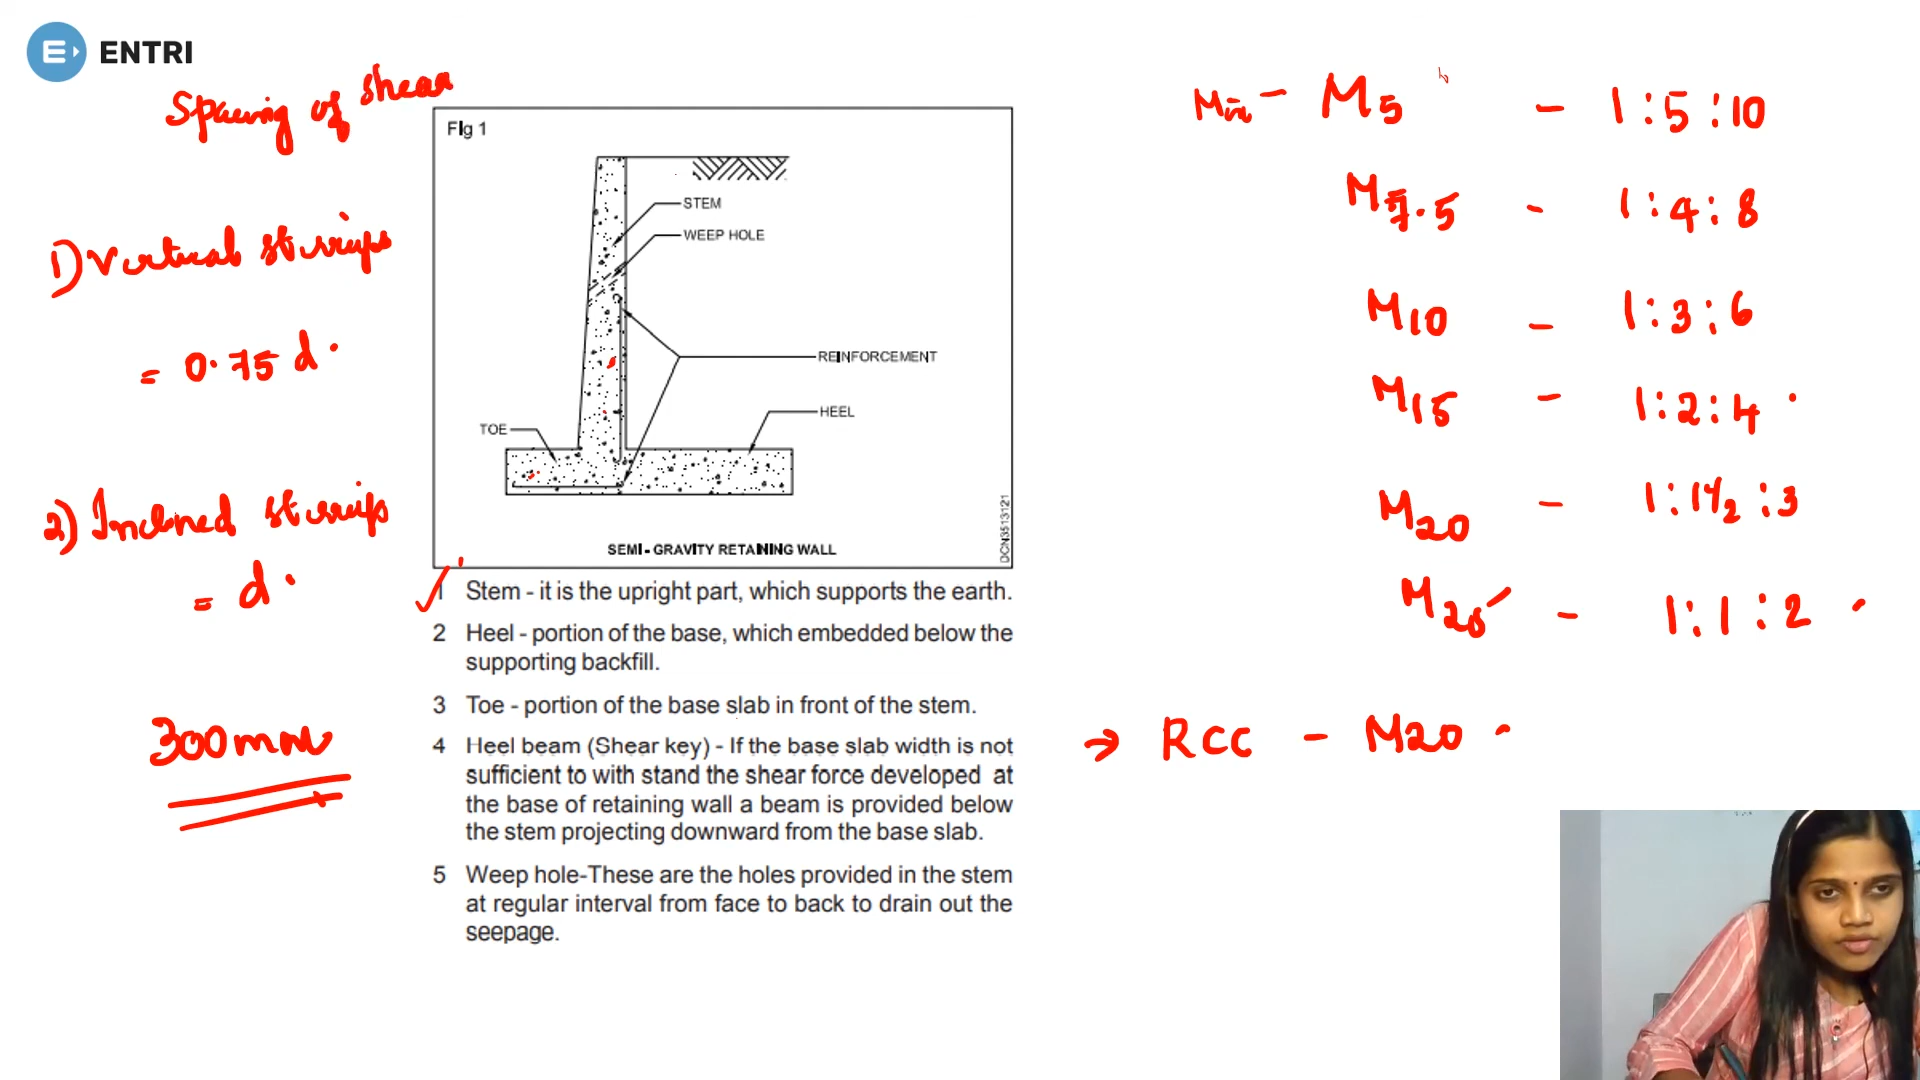 ENTRI
Spacing of shear
1) Vertical stirrups
= 0.75 d.
2) Inclined stirrups
= d.
300mm
Fig 1
STEM
WEEP HOLE
REINFORCEMENT
HEEL
TOE
DCN3513121
SEMI - GRAVITY RETAINING WALL
1 Stem - it is the upright part, which supports the earth.
2 Heel - portion of the base, which embedded below the
supporting backfill.
3 Toe - portion of the base slab in front of the stem.
4 Heel beam (Shear key) - If the base slab width is not
sufficient to with stand the shear force developed at
the base of retaining wall a beam is provided below
the stem projecting downward from the base slab.
5 Weep hole-These are the holes provided in the stem
at regular interval from face to back to drain out the
seepage.
- M5 - 1:5:10
M7.5 - 1:4:8
M10 - 1:3:6
M15 - 1:2:4
M20 - 1:1½:3
M25 - 1:1:2
→ RCC - M20